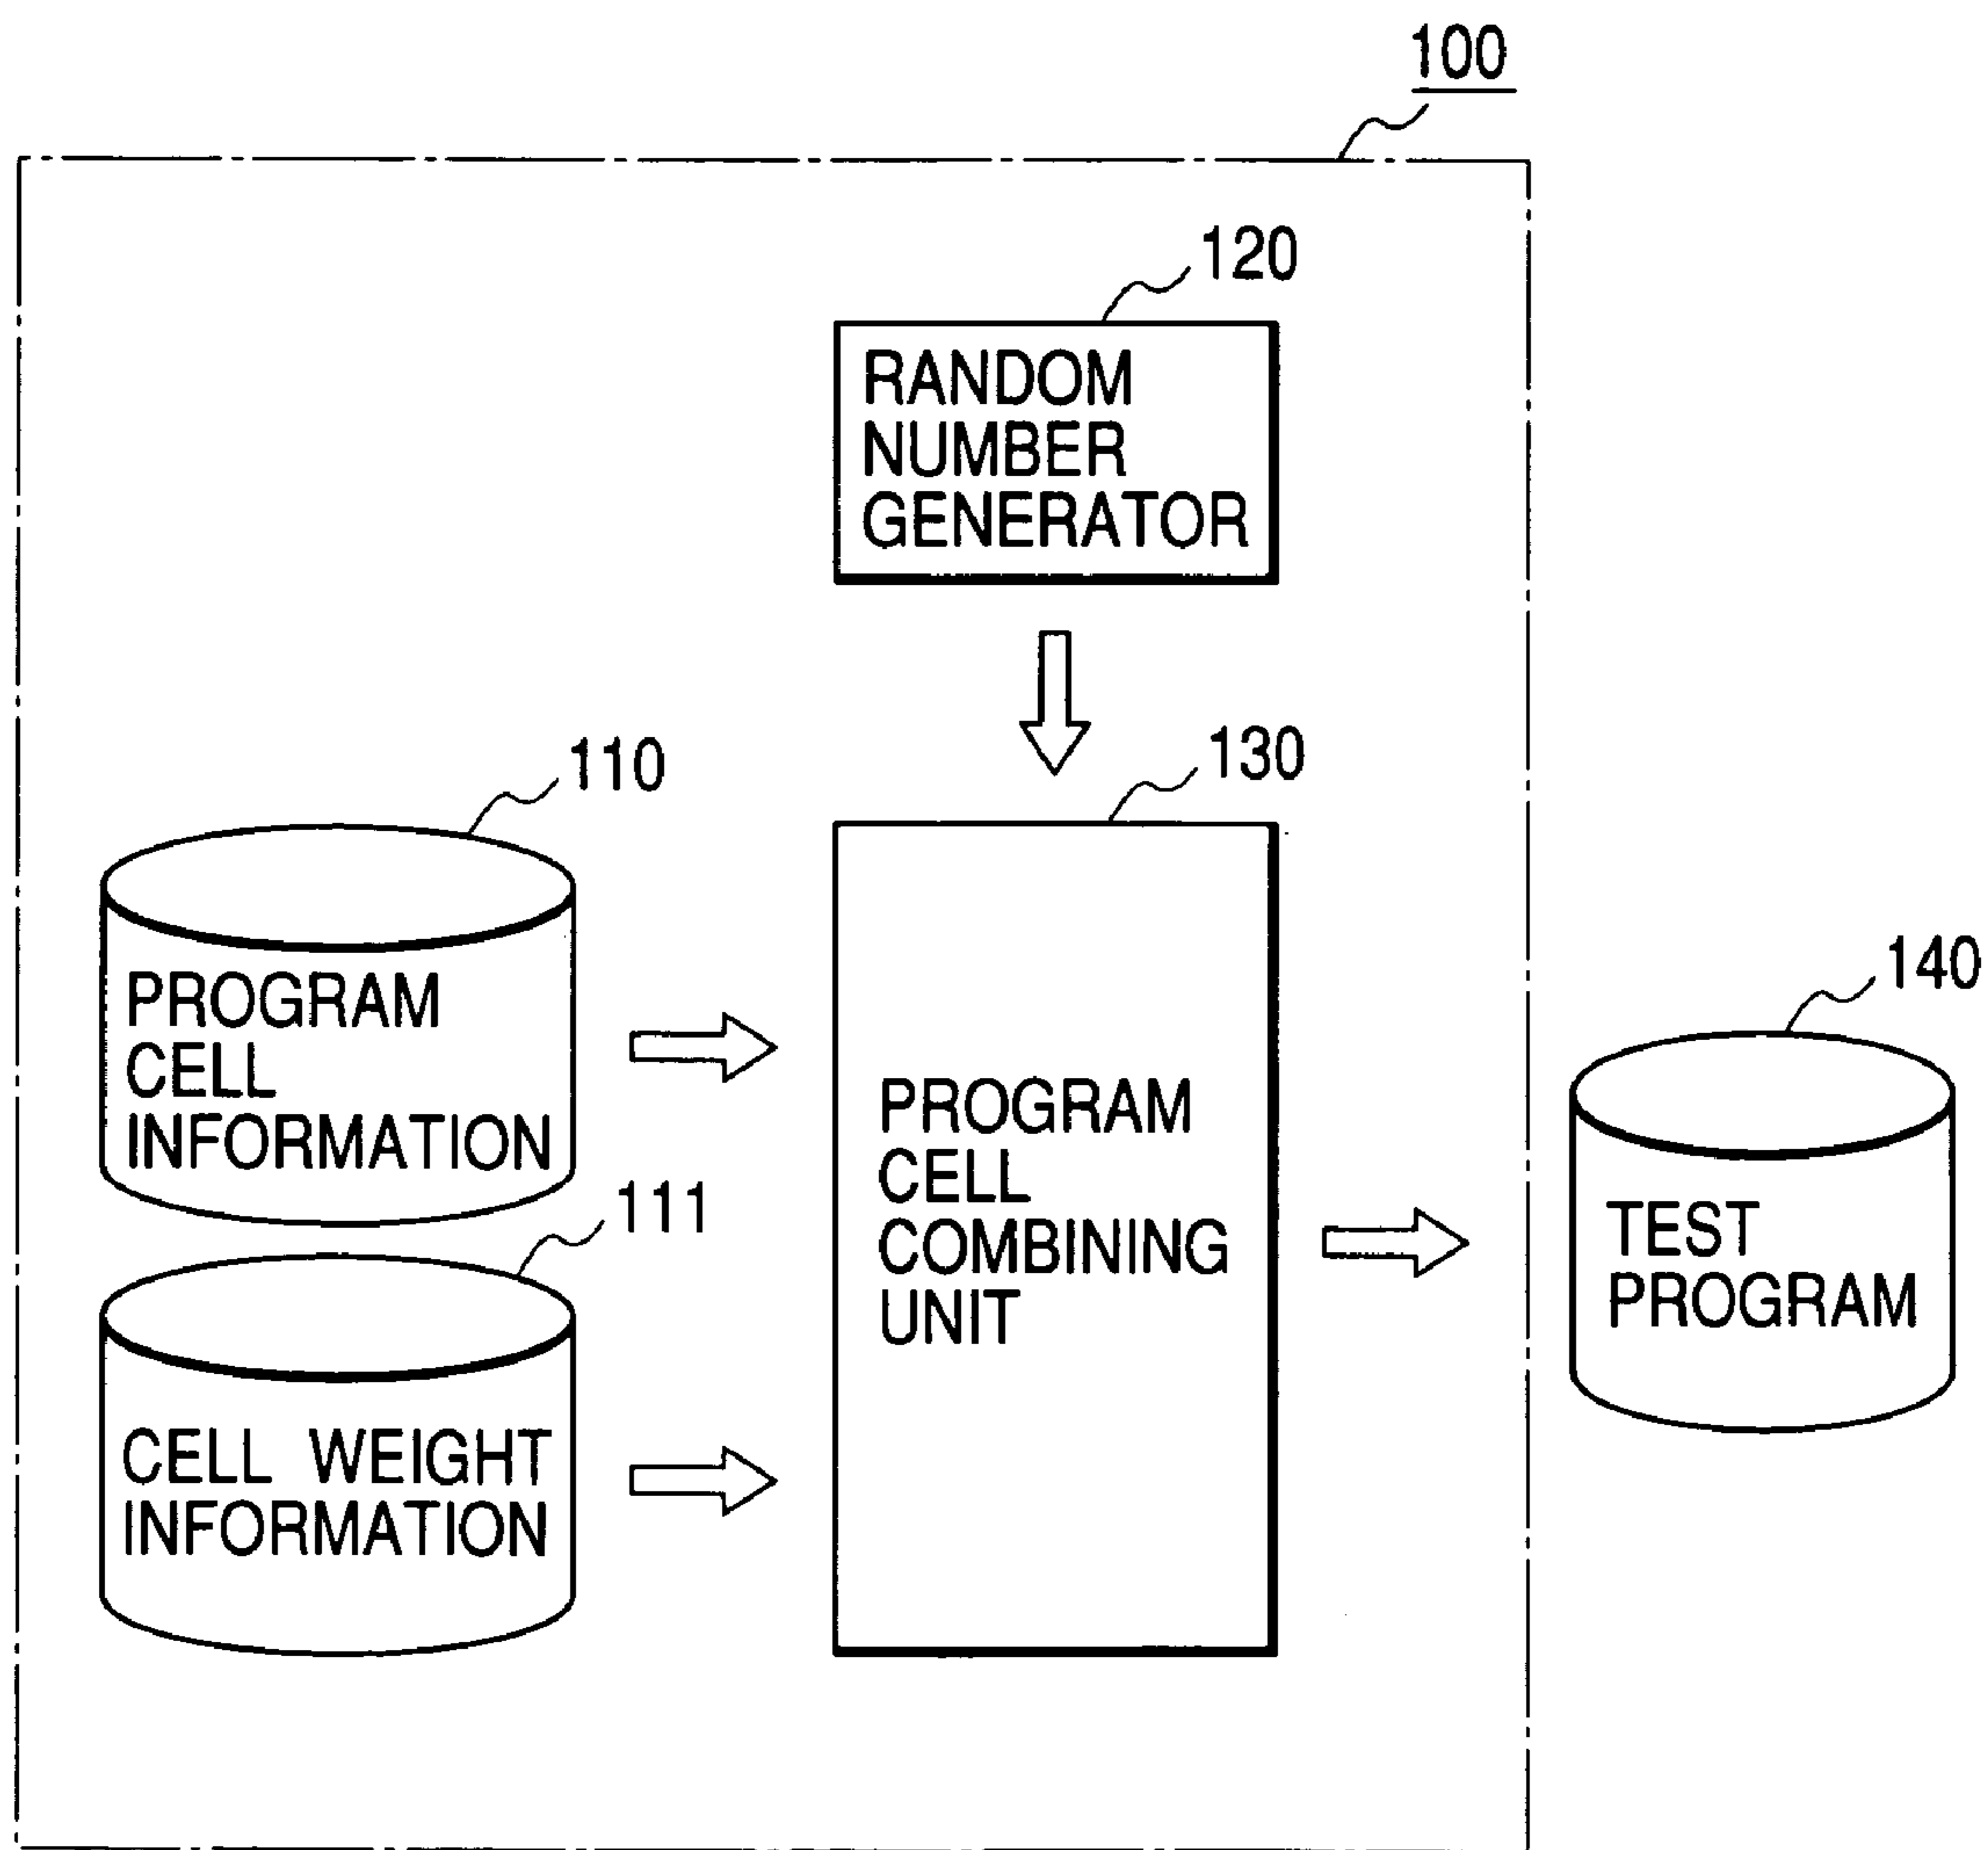 100
120
RANDOM
NUMBER
GENERATOR
110
130
PROGRAM
CELL
INFORMATION
140
PROGRAM
CELL
COMBINING
UNIT
111
TEST
PROGRAM
CELL WEIGHT
INFORMATION